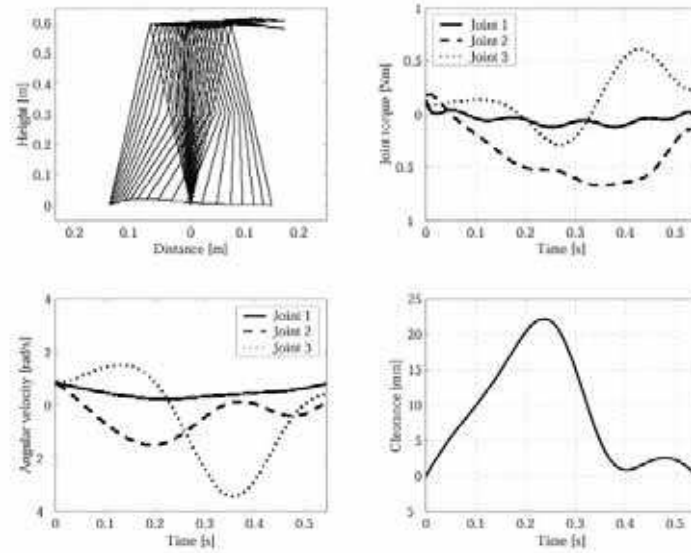 0.6
0.5
0.4
0.3
0.2
0.1
0
Height [m]
0.2 0.1 0 0.1 0.2
Distance [m]
1
0.5
0
0.5
1
Joint torque [Nm]
Joint 1
Joint 2
Joint 3
0 0.1 0.2 0.3 0.4 0.5
Time [s]
4
2
0
2
4
Angular velocity [rad/s]
Joint 1
Joint 2
Joint 3
0 0.1 0.2 0.3 0.4 0.5
Time [s]
25
20
15
10
5
0
5
Clearance [mm]
0 0.1 0.2 0.3 0.4 0.5
Time [s]